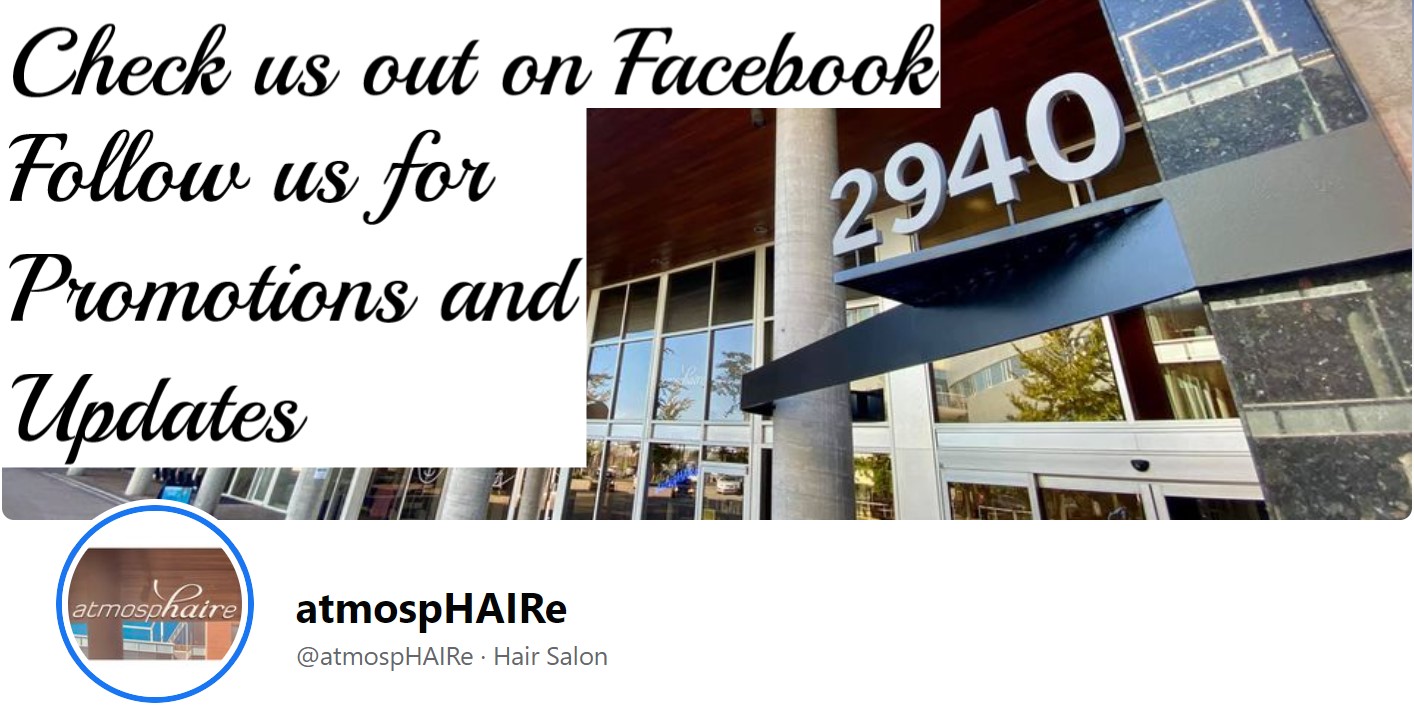 Check us out on Facebook
Follow us for
Promotions and
Updates
2940
atmosphaire
atmospHAIRe
@atmospHAIRe · Hair Salon